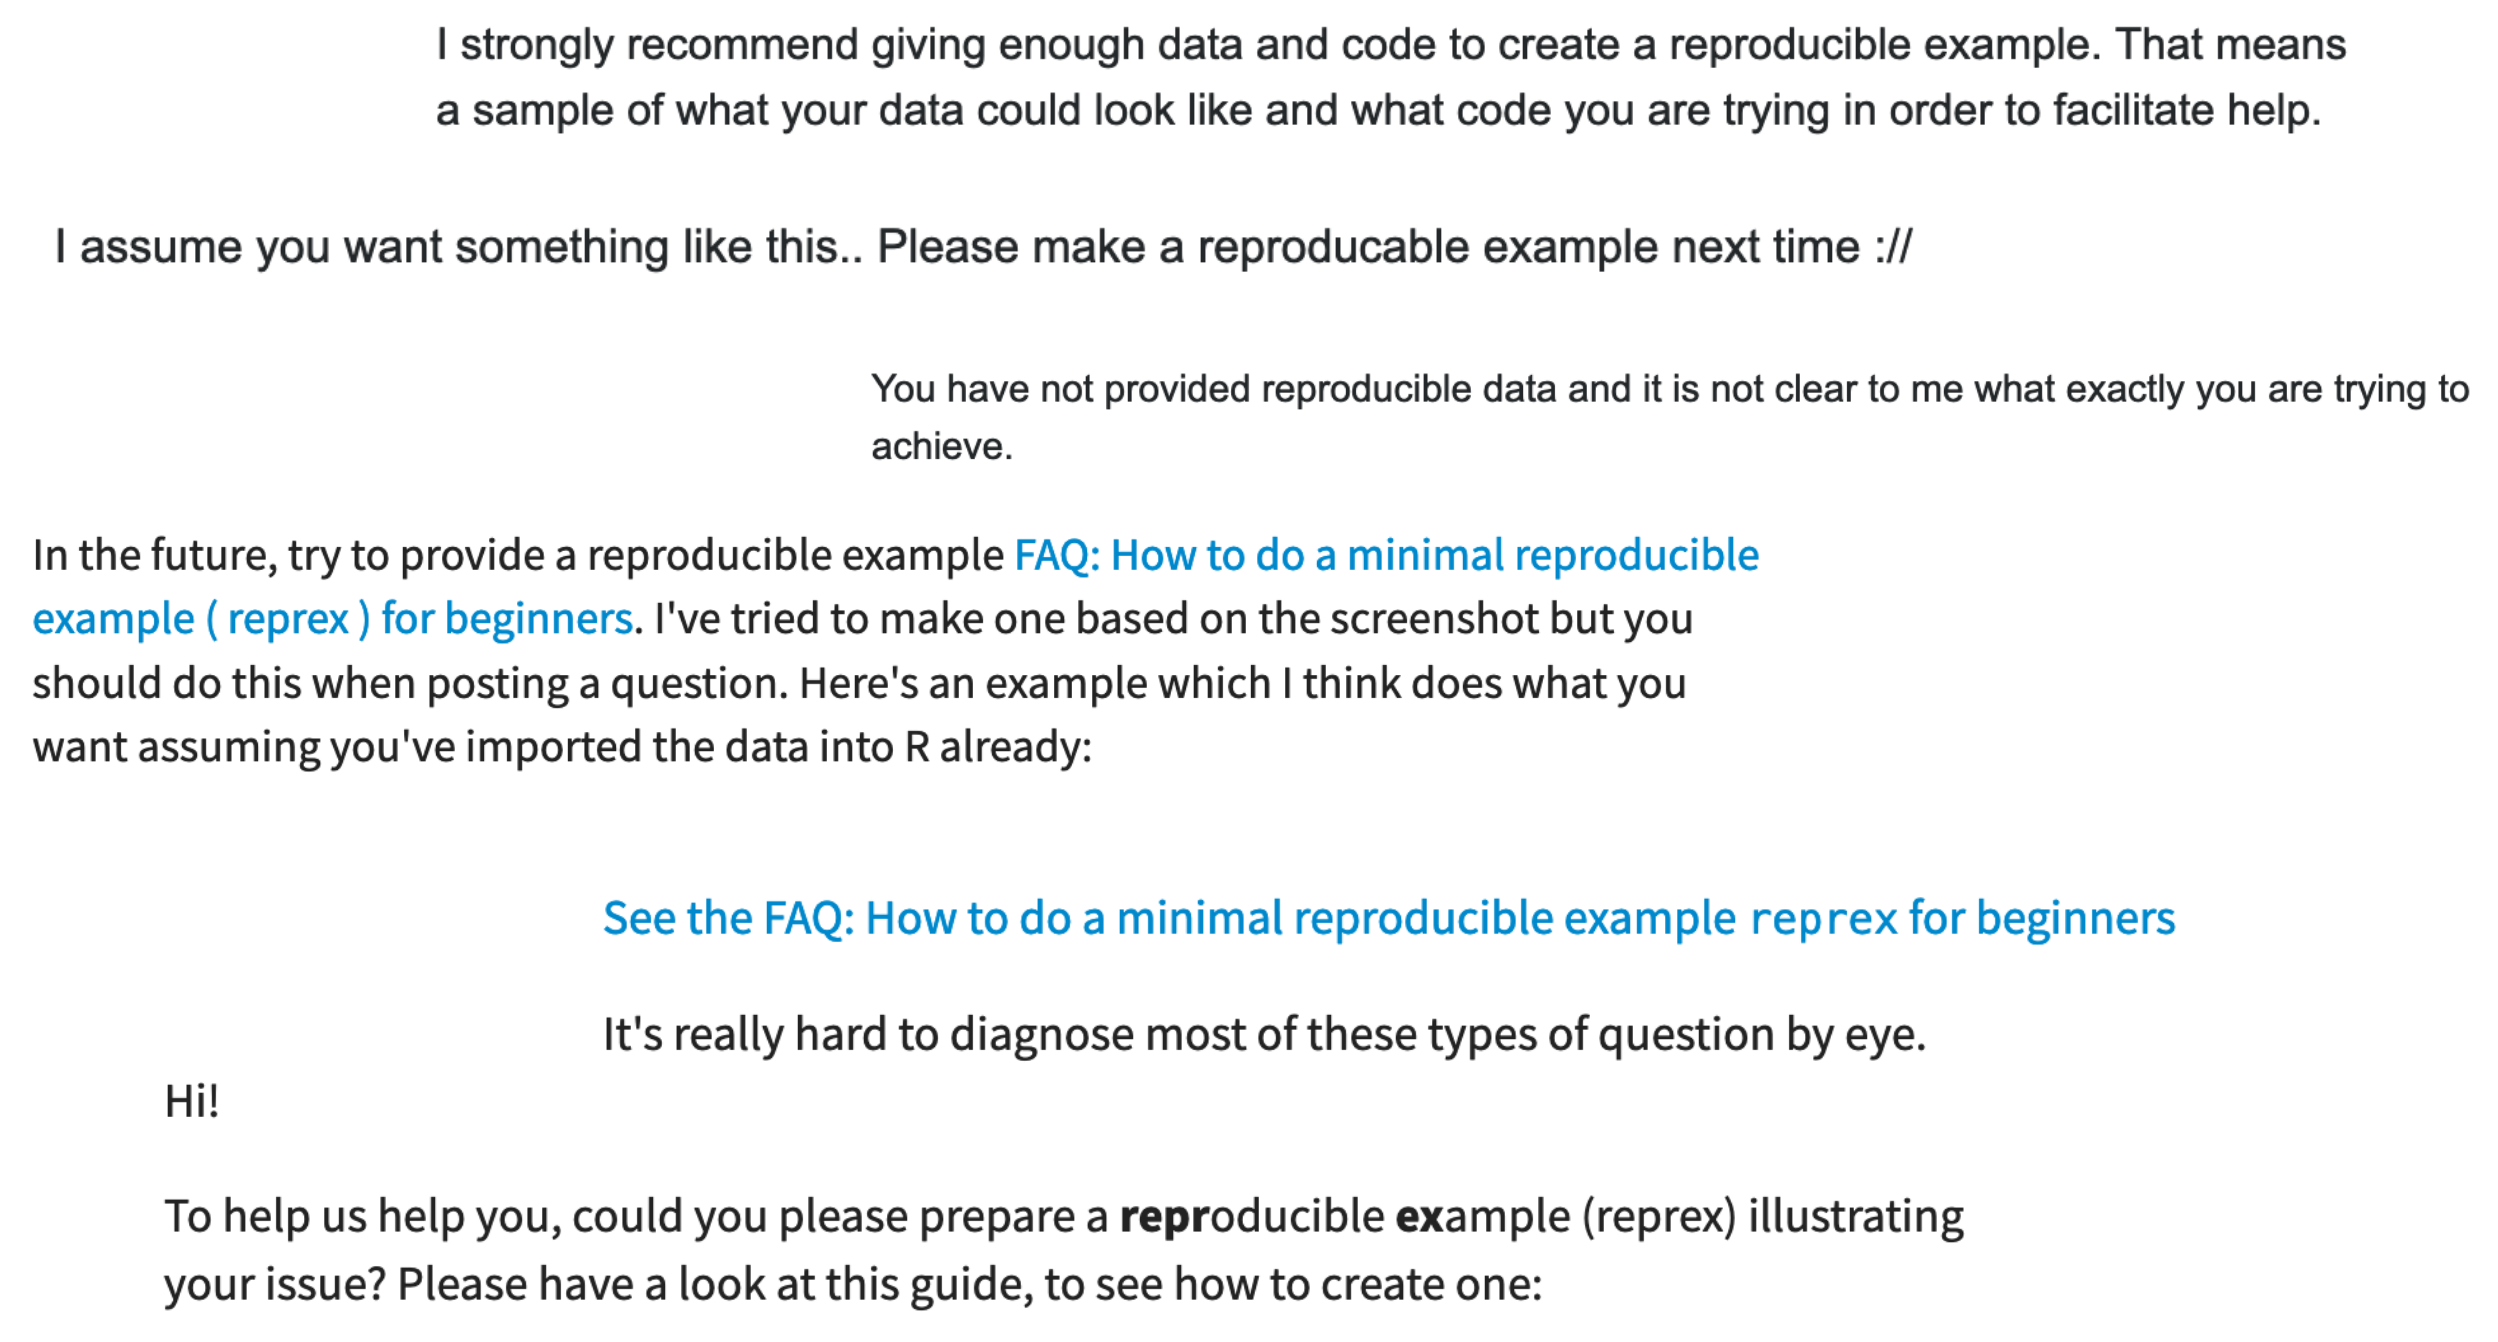 I strongly recommend giving enough data and code to create a reproducible example. That means
a sample of what your data could look like and what code you are trying in order to facilitate help.
I assume you want something like this.. Please make a reproducable example next time ://
You have not provided reproducible data and it is not clear to me what exactly you are trying to
achieve.
In the future, try to provide a reproducible example FAQ: How to do a minimal reproducible
example ( reprex ) for beginners. I've tried to make one based on the screenshot but you
should do this when posting a question. Here's an example which I think does what you
want assuming you've imported the data into R already:
See the FAQ: How to do a minimal reproducible example reprex for beginners
It's really hard to diagnose most of these types of question by eye.
Hi!
To help us help you, could you please prepare a reproducible example (reprex) illustrating
your issue? Please have a look at this guide, to see how to create one: